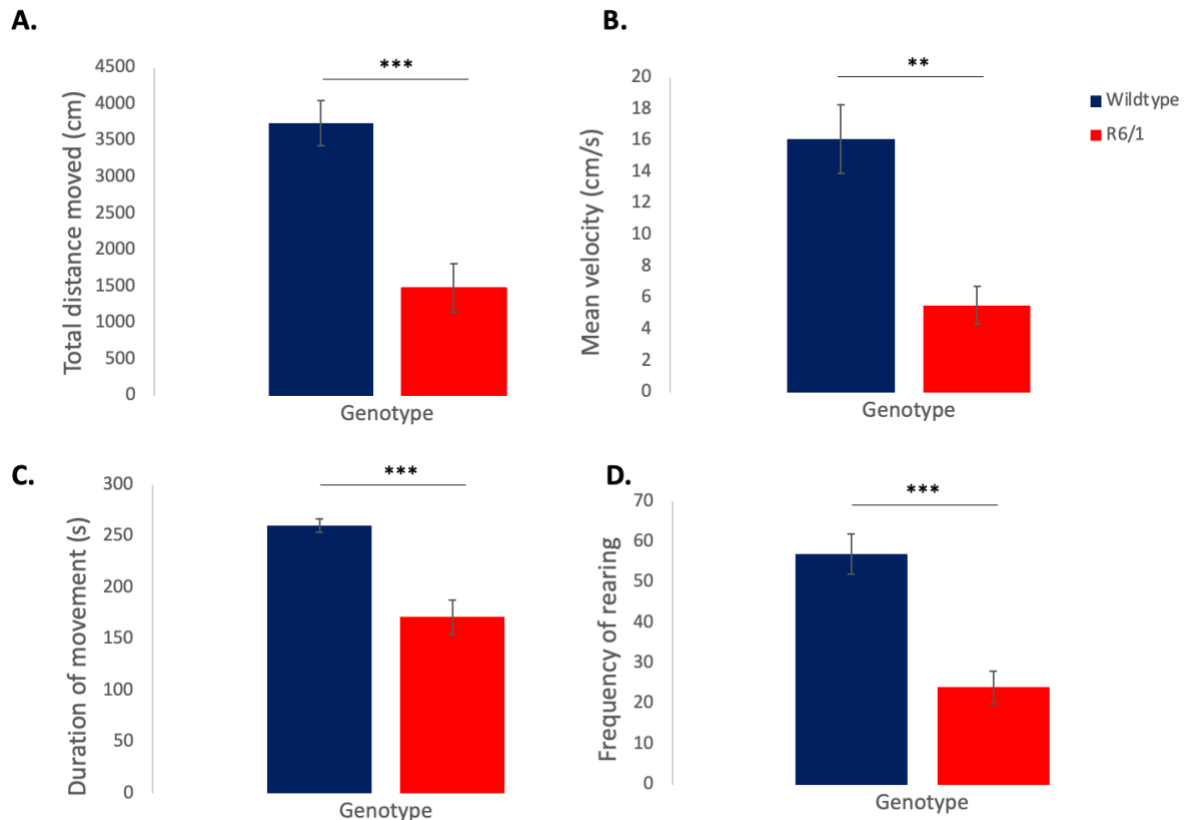 A.
Total distance moved (cm)
4500
4000
3500
3000
2500
2000
1500
1000
500
0
***
Genotype
B.
Mean velocity (cm/s)
20
18
16
14
12
10
8
6
4
2
0
**
Genotype
Wildtype
R6/1
C.
Duration of movement (s)
300
250
200
150
100
50
0
***
Genotype
D.
Frequency of rearing
70
60
50
40
30
20
10
0
***
Genotype